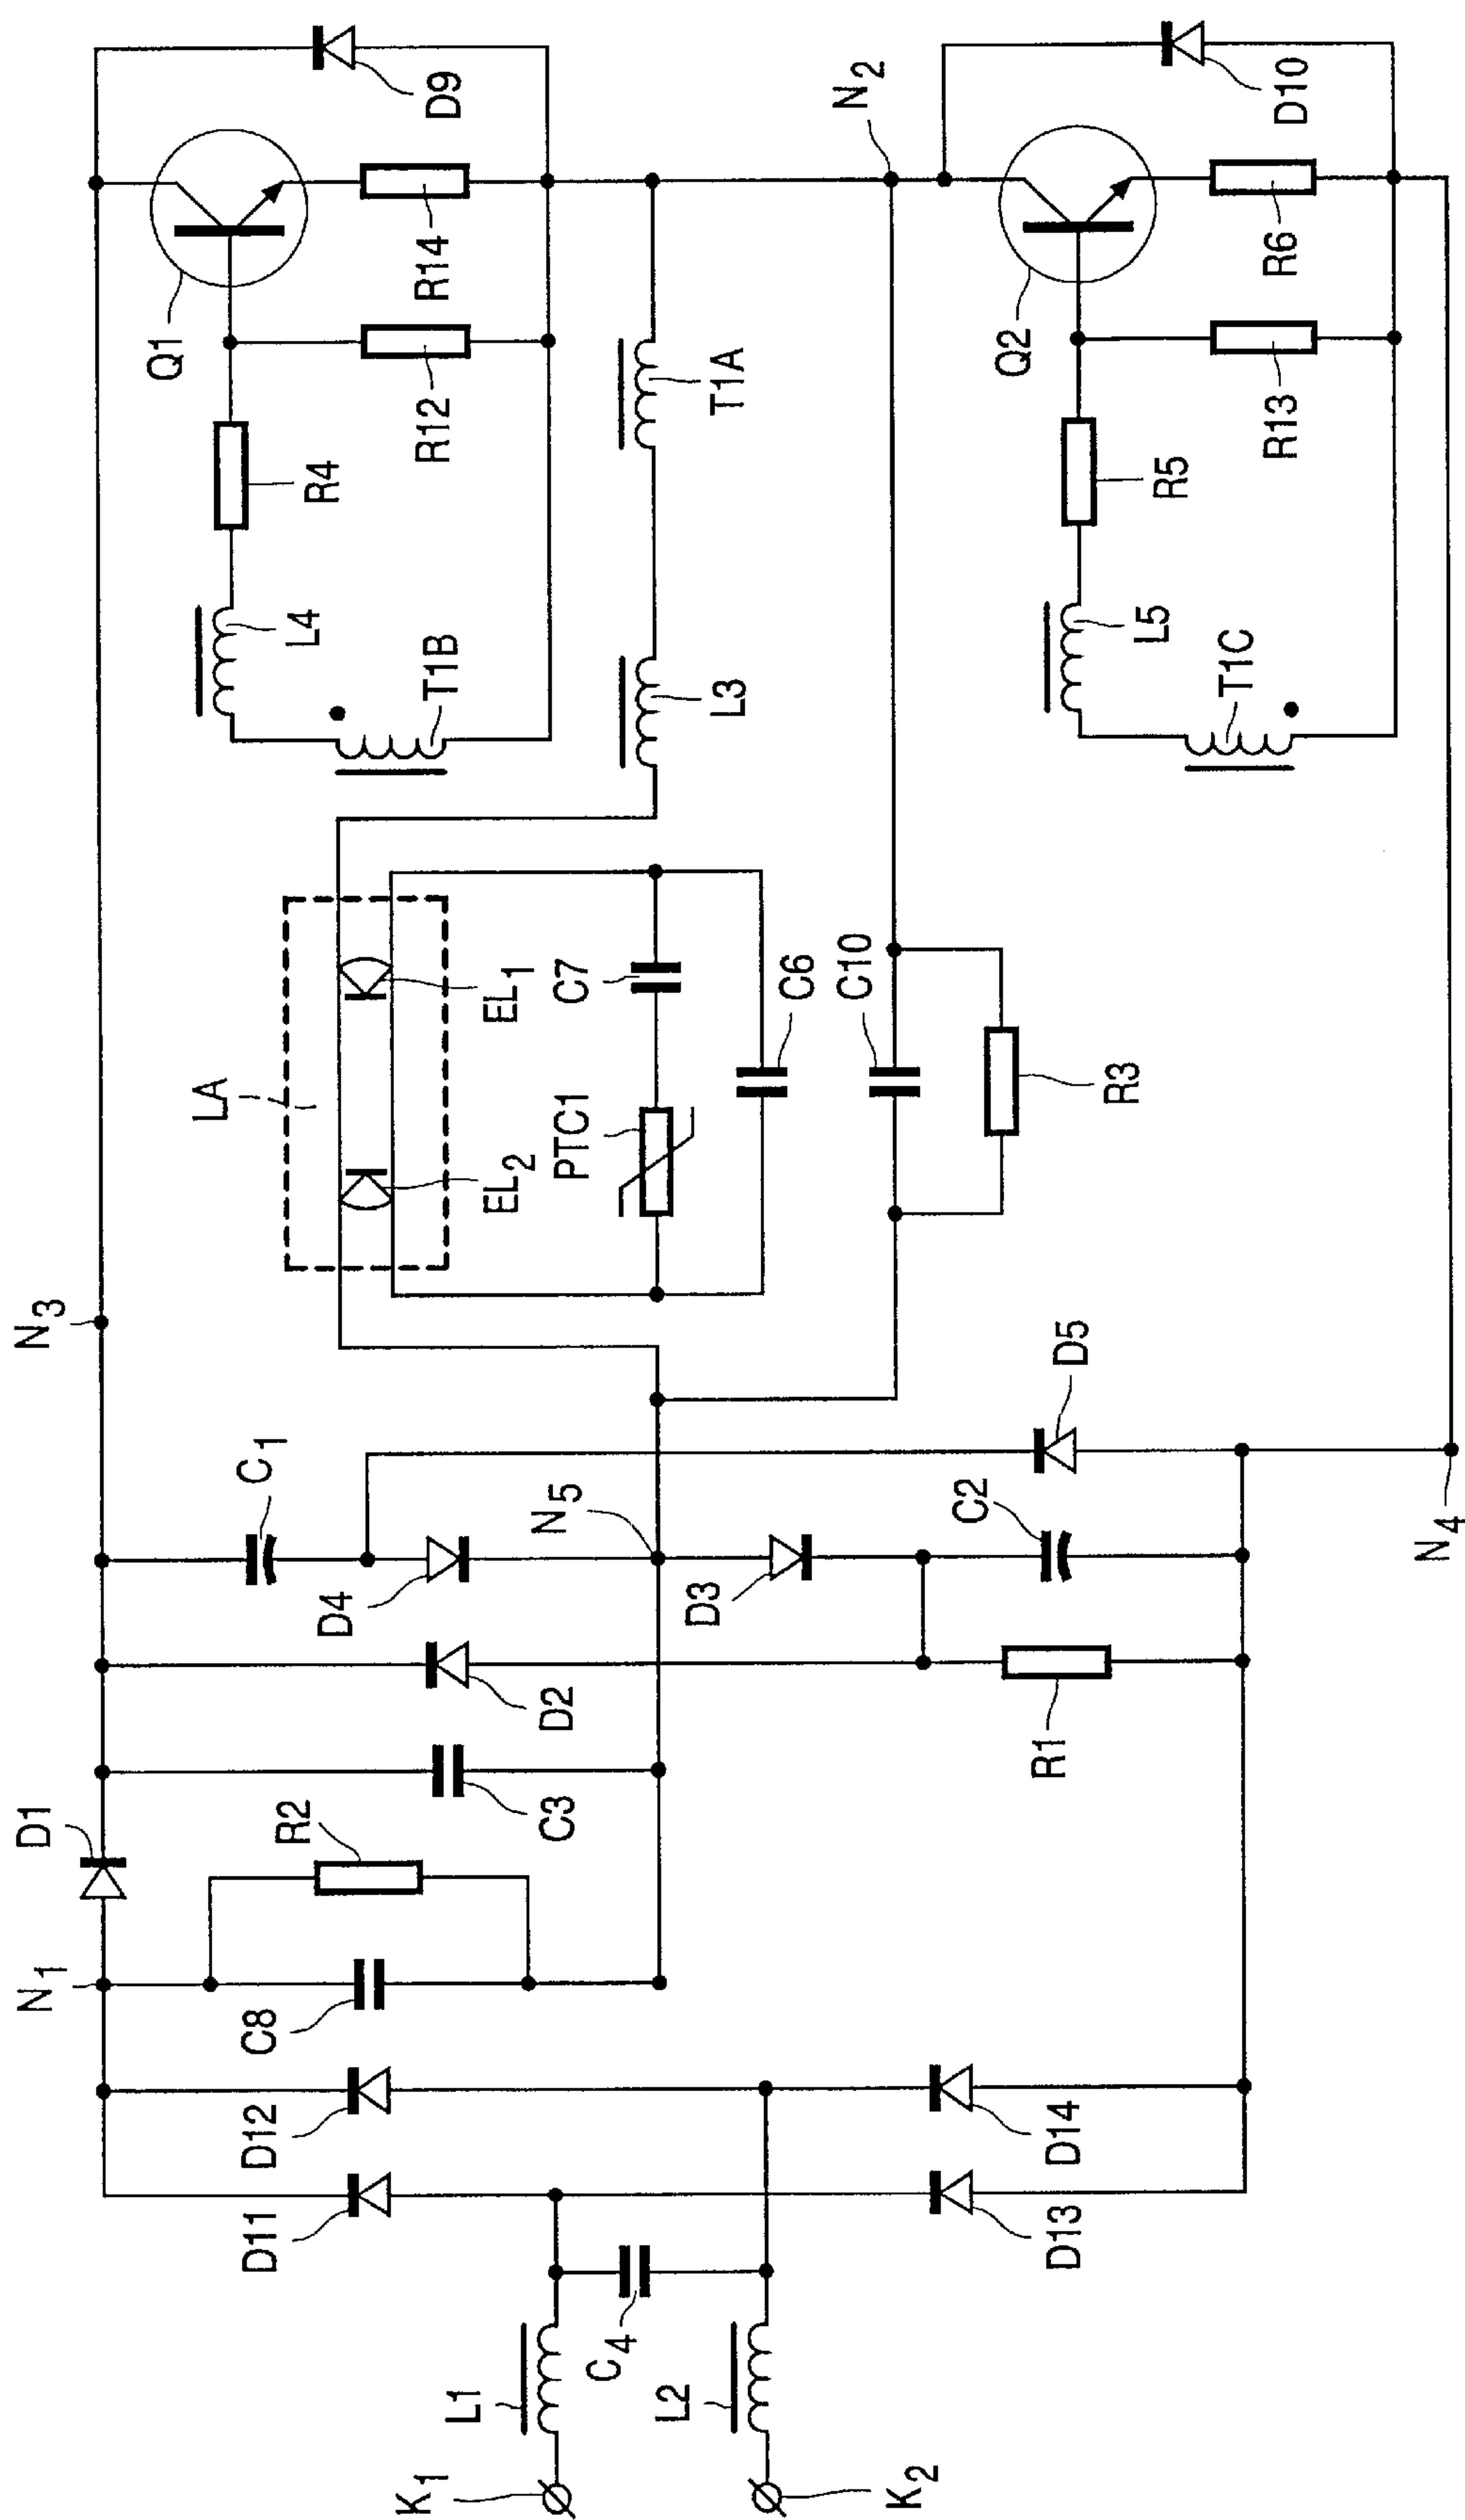 K1
K2
L1
L2
C4
D11
D12
D13
D14
N1
C8
R2
D1
C3
D2
R1
D4
C1
N5
D3
C2
D5
N4
N3
LA
EL2
EL1
PTC1
C7
C6
C10
R3
L3
T1A
T1B
L4
R4
R12
R14
Q1
D9
N2
T1C
L5
R5
R13
R6
Q2
D10